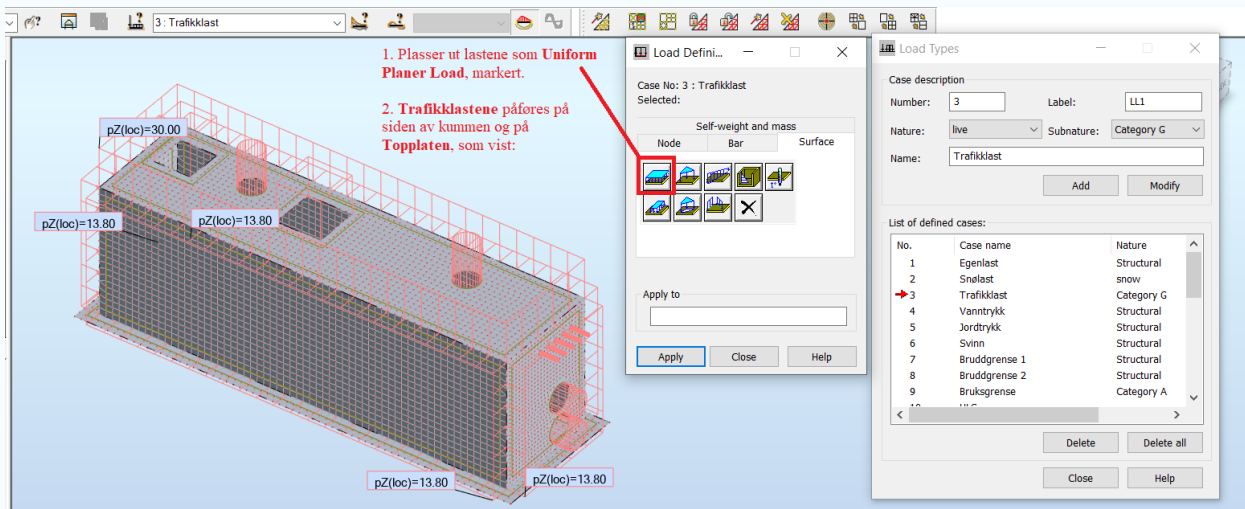 3 : Trafikklast
1. Plasser ut lastene som Uniform
Planer Load, markert.
2. Trafikklastene påføres på
siden av kummen og på
Topplaten, som vist:
pZ(loc)=30.00
pZ(loc)=13.80
pZ(loc)=13.80
pZ(loc)=13.80
pZ(loc)=13.80
Load Defini...
Case No: 3 : Trafikklast
Selected:
Self-weight and mass
Node Bar Surface
Apply to
Apply Close Help
Load Types
Case description
Number: 3 Label: LL1
Nature: live Subnature: Category G
Name: Trafikklast
Add Modify
List of defined cases:
No. Case name Nature
1 Egenlast Structural
2 Snølast snow
3 Trafikklast Category G
4 Vanntrykk Structural
5 Jordtrykk Structural
6 Svinn Structural
7 Bruddgrense 1 Structural
8 Bruddgrense 2 Structural
9 Bruksgrense Category A
Delete Delete all
Close Help